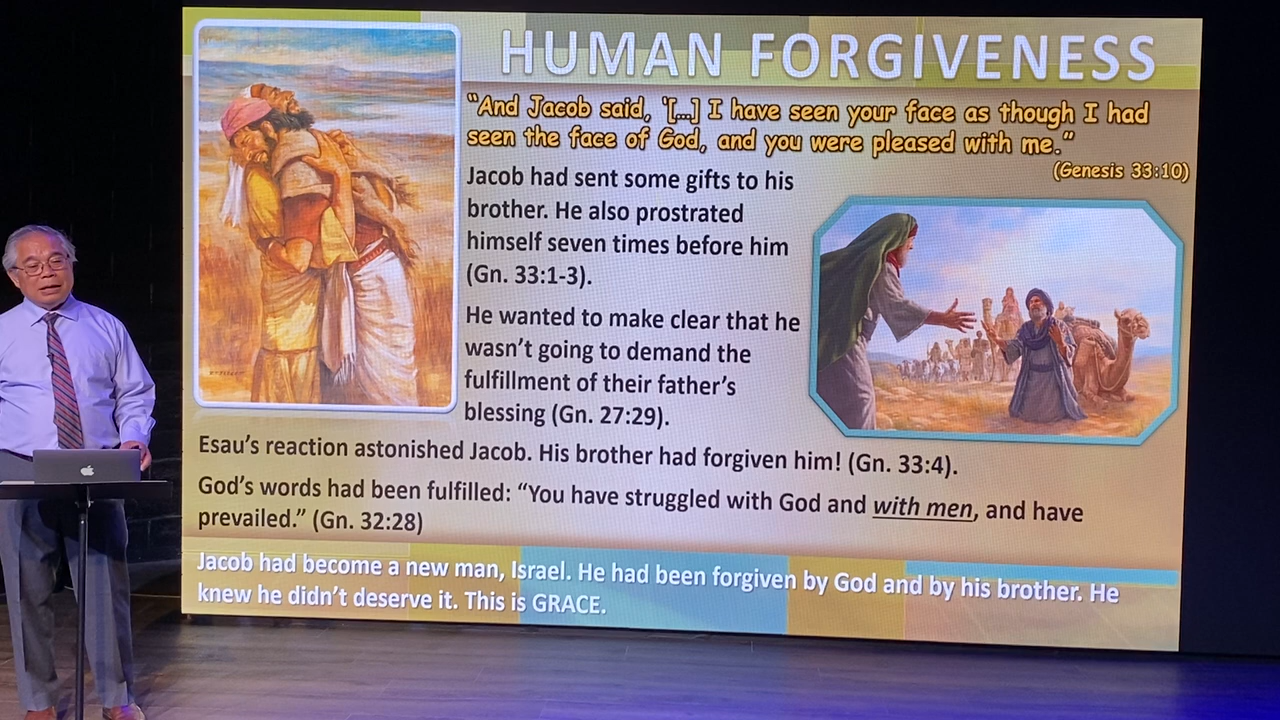 HUMAN FORGIVENESS
“And Jacob said, ‘[...] I have seen your face as though I had
seen the face of God, and you were pleased with me.”
(Genesis 33:10)
Jacob had sent some gifts to his
brother. He also prostrated
himself seven times before him
(Gn. 33:1-3).
He wanted to make clear that he
wasn’t going to demand the
fulfillment of their father’s
blessing (Gn. 27:29).
Esau’s reaction astonished Jacob. His brother had forgiven him! (Gn. 33:4).
God’s words had been fulfilled: “You have struggled with God and with men, and have
prevailed.” (Gn. 32:28)
Jacob had become a new man, Israel. He had been forgiven by God and by his brother. He
knew he didn’t deserve it. This is GRACE.